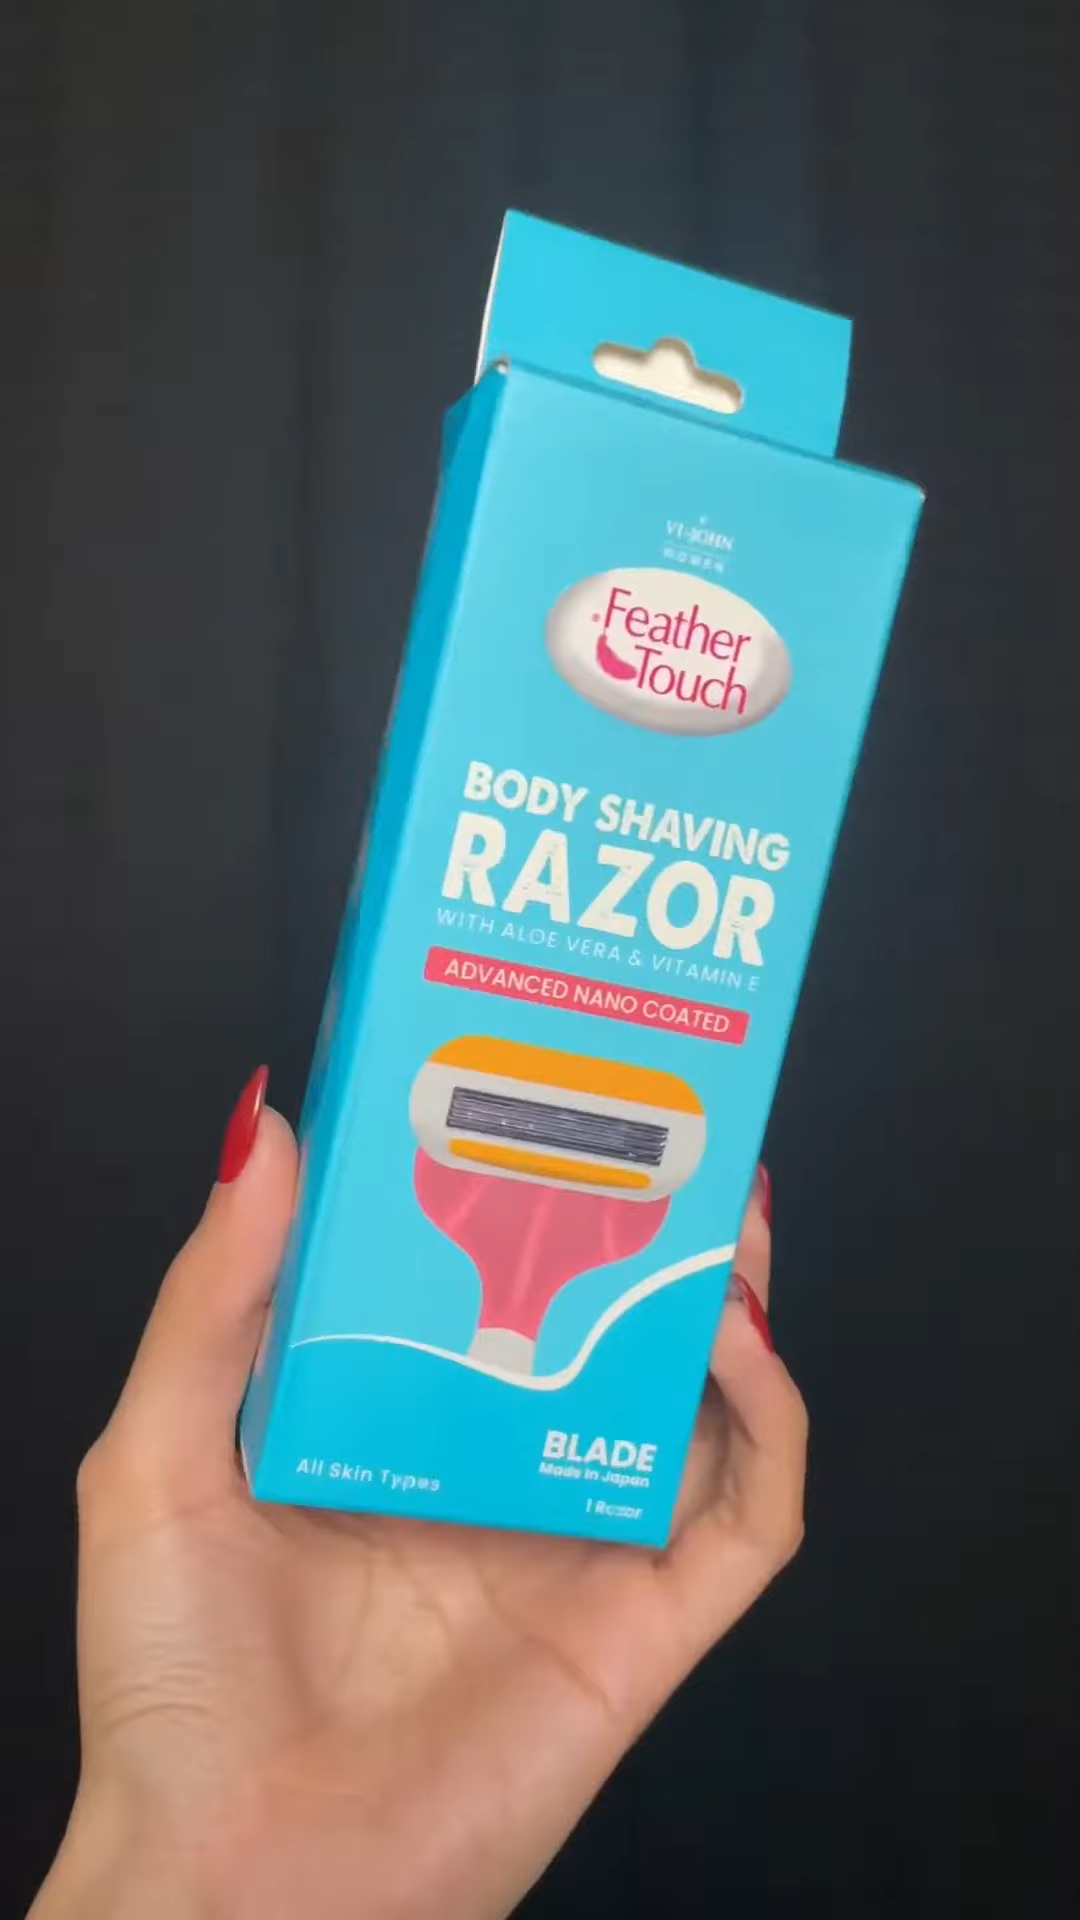 VI-JOHN
WOMEN
Feather
Touch
BODY SHAVING
RAZOR
WITH ALOE VERA & VITAMIN E
ADVANCED NANO COATED
All Skin Types
BLADE
Made In Japan
1 Razor